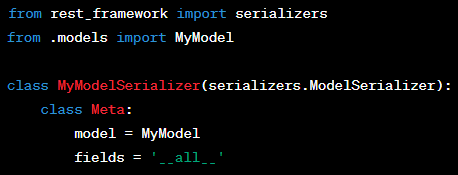 from rest_framework import serializers
from .models import MyModel

class MyModelSerializer(serializers.ModelSerializer):
    class Meta:
        model = MyModel
        fields = '__all__'